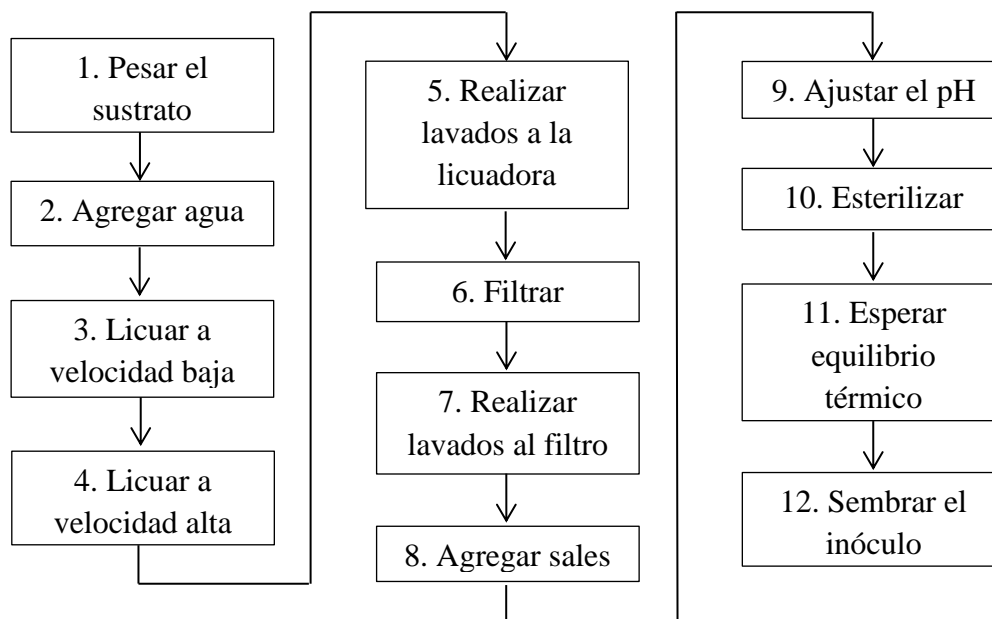 1. Pesar el
sustrato
2. Agregar agua
3. Licuar a
velocidad baja
4. Licuar a
velocidad alta
5. Realizar
lavados a la
licuadora
6. Filtrar
7. Realizar
lavados al filtro
8. Agregar sales
9. Ajustar el pH
10. Esterilizar
11. Esperar
equilibrio
térmico
12. Sembrar el
inóculo